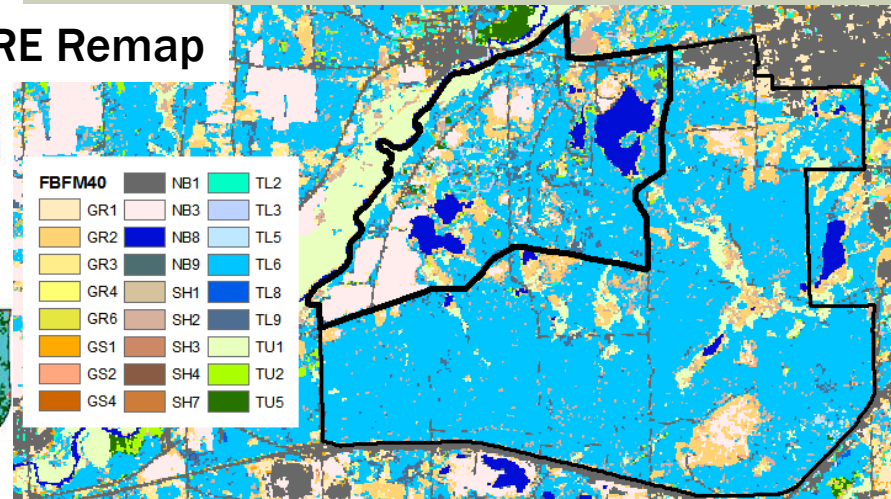 RE Remap
FBFM40 NB1 TL2
GR1 NB3 TL3
GR2 NB8 TL5
GR3 NB9 TL6
GR4 SH1 TL8
GR6 SH2 TL9
GS1 SH3 TU1
GS2 SH4 TU2
GS4 SH7 TU5